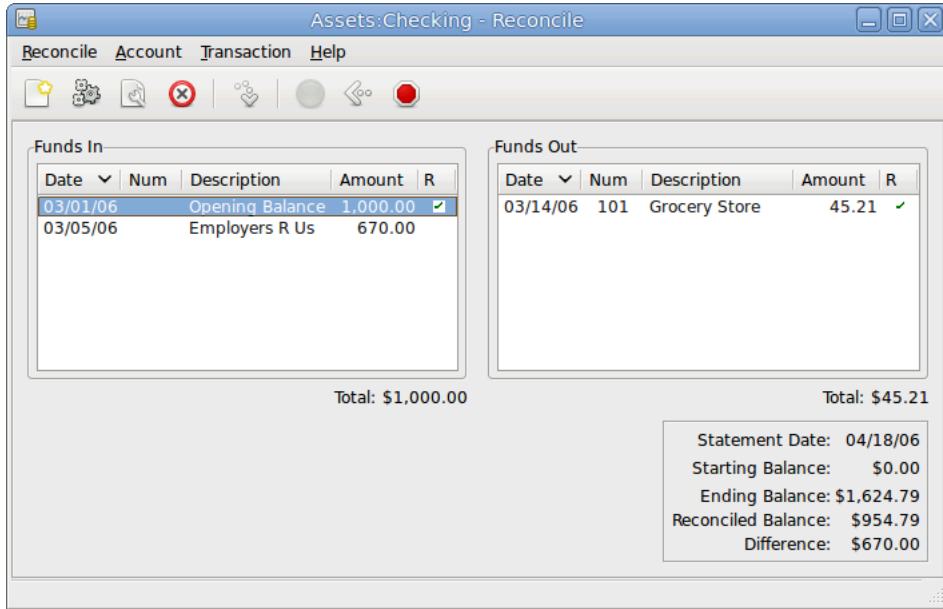 Assets:Checking - Reconcile
Reconcile Account Transaction Help
Funds In
Date Num Description Amount R
03/01/06 Opening Balance 1,000.00
03/05/06 Employers R Us 670.00
Total: $1,000.00
Funds Out
Date Num Description Amount R
03/14/06 101 Grocery Store 45.21
Total: $45.21
Statement Date: 04/18/06
Starting Balance: $0.00
Ending Balance: $1,624.79
Reconciled Balance: $954.79
Difference: $670.00